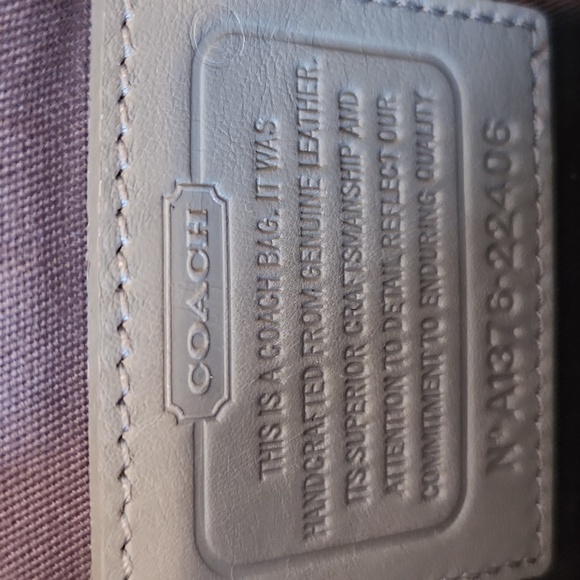 COACH
THIS IS A COACH BAG. IT WAS
HANDCRAFTED FROM GENUINE LEATHER.
ITS SUPERIOR CRAFTSMANSHIP AND
ATTENTION TO DETAIL REFLECT OUR
COMMITMENT TO ENDURING QUALITY
Nº A1376-22406